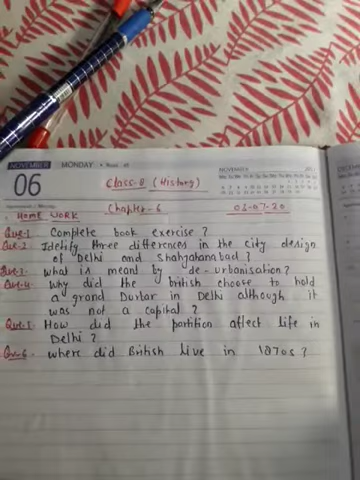 NOVEMBER MONDAY
06
Class-8 (History)
NOVEMBER
Chapter-6 03-07-20
HOME WORK
Que-1 Complete book exercise ?
Que-2 Idetify three differences in the city design
of Delhi and Shahjahanabad ?
Que-3- what is meant by de-urbanisation ?
Que-4- why did the british choose to hold
a grand Durbar in Delhi although it
was not a capital ?
Que-5- How did the partition affect life in
Delhi ?
Qu-6- where did British live in 1870s ?